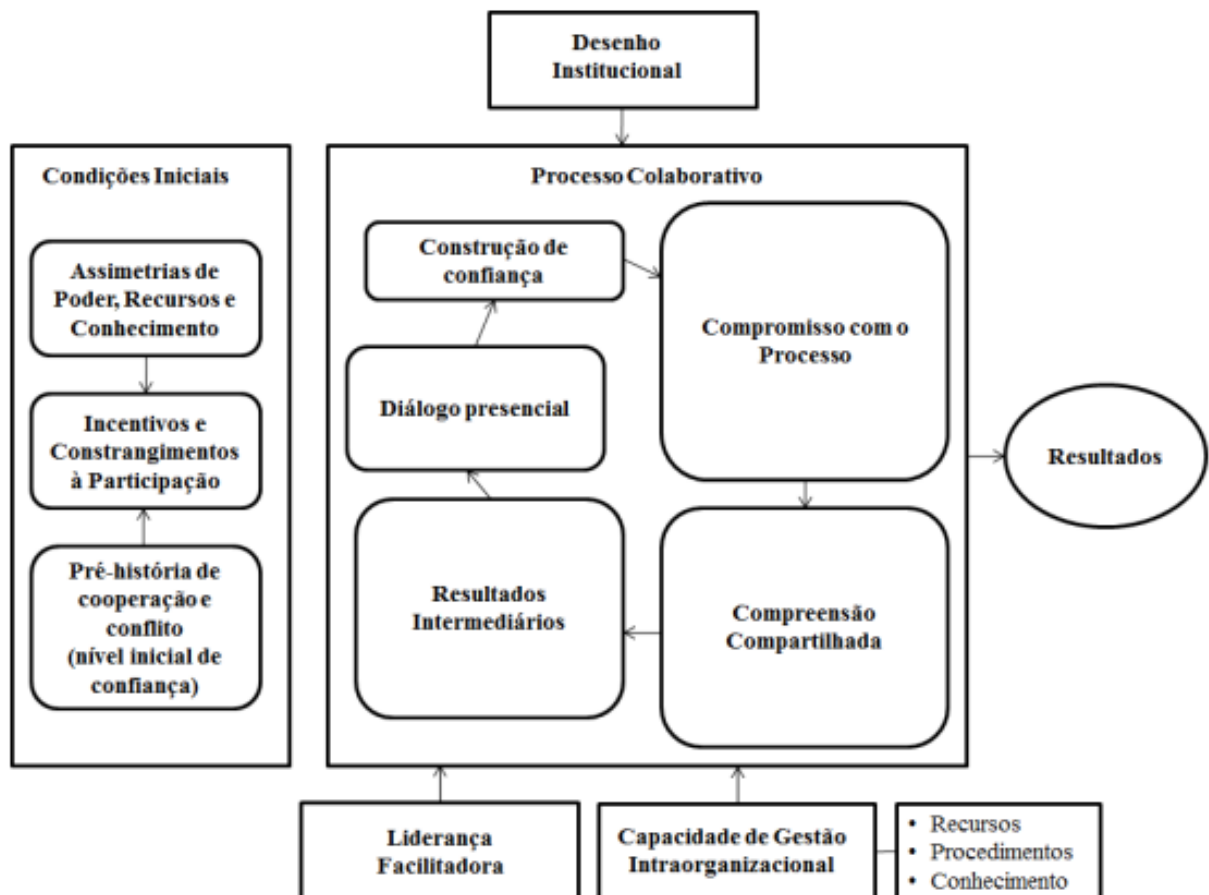 Desenho
Institucional
Condições Iniciais
Assimetrias de
Poder, Recursos e
Conhecimento
Incentivos e
Constrangimentos
à Participação
Pré-história de
cooperação e
conflito
(nível inicial de
confiança)
Processo Colaborativo
Construção de
confiança
Compromisso com o
Processo
Diálogo presencial
Resultados
Intermediários
Compreensão
Compartilhada
Resultados
Liderança
Facilitadora
Capacidade de Gestão
Intraorganizacional
• Recursos
• Procedimentos
• Conhecimento